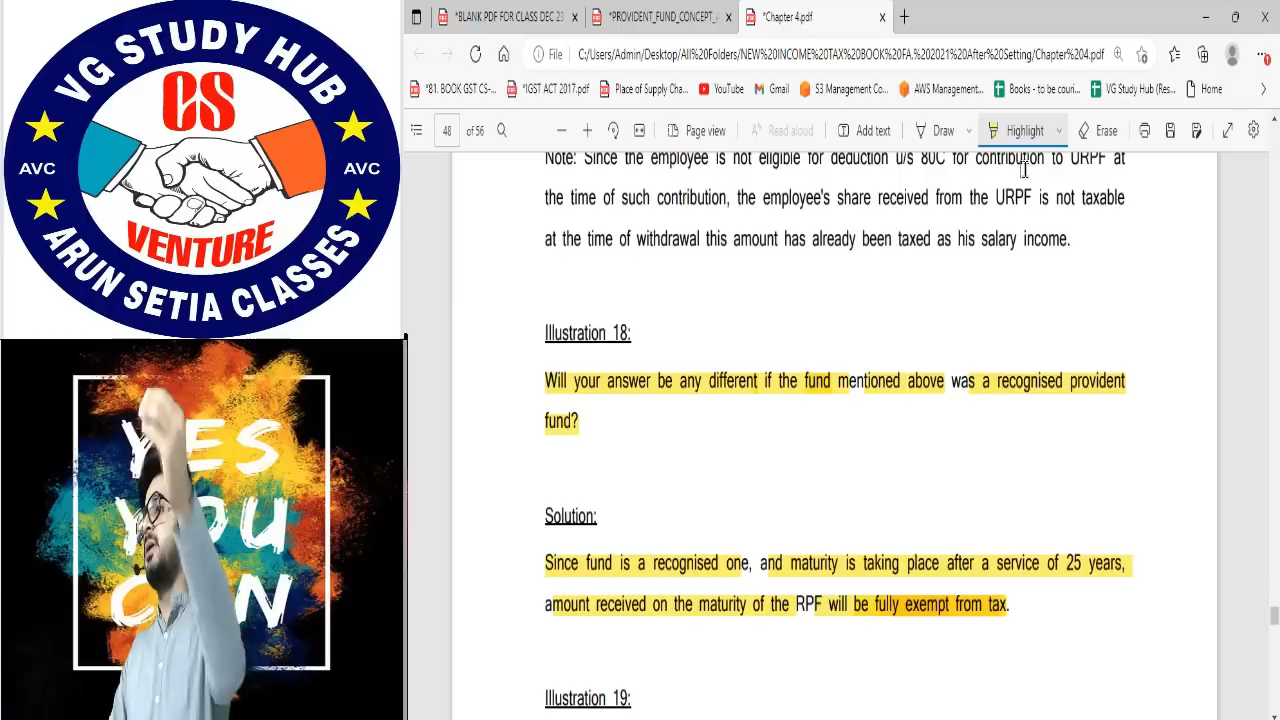 VG STUDY HUB
CS
AVC
AVC
VENTURE
ARUN SETIA CLASSES
YES
YOU
CAN
*BLANK PDF FOR CLASS DEC 23
*PROVIDENT_FUND_CONCEPT_
*Chapter 4.pdf
File
C:/Users/Admin/Desktop/All%20Folders/NEW%20INCOME%20TAX%20BOOK%20FA.%202021%20After%20Setting/Chapter%204.pdf
*81. BOOK GST CS-...
*IGST ACT 2017.pdf
Place of Supply Cha...
YouTube
Gmail
S3 Management Co...
AWS Management...
Books - to be couri...
VG Study Hub (Res...
Home
48 of 56
Page view
Read aloud
Add text
Draw
Highlight
Erase
Note: Since the employee is not eligible for deduction u/s 80C for contribution to URPF at
the time of such contribution, the employee's share received from the URPF is not taxable
at the time of withdrawal this amount has already been taxed as his salary income.
Illustration 18:
Will your answer be any different if the fund mentioned above was a recognised provident
fund?
Solution:
Since fund is a recognised one, and maturity is taking place after a service of 25 years,
amount received on the maturity of the RPF will be fully exempt from tax.
Illustration 19: